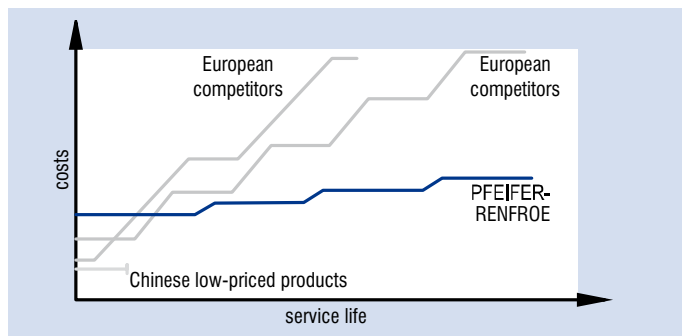 European
competitors
European
competitors
costs
PFEIFER-
RENFROE
Chinese low-priced products
service life